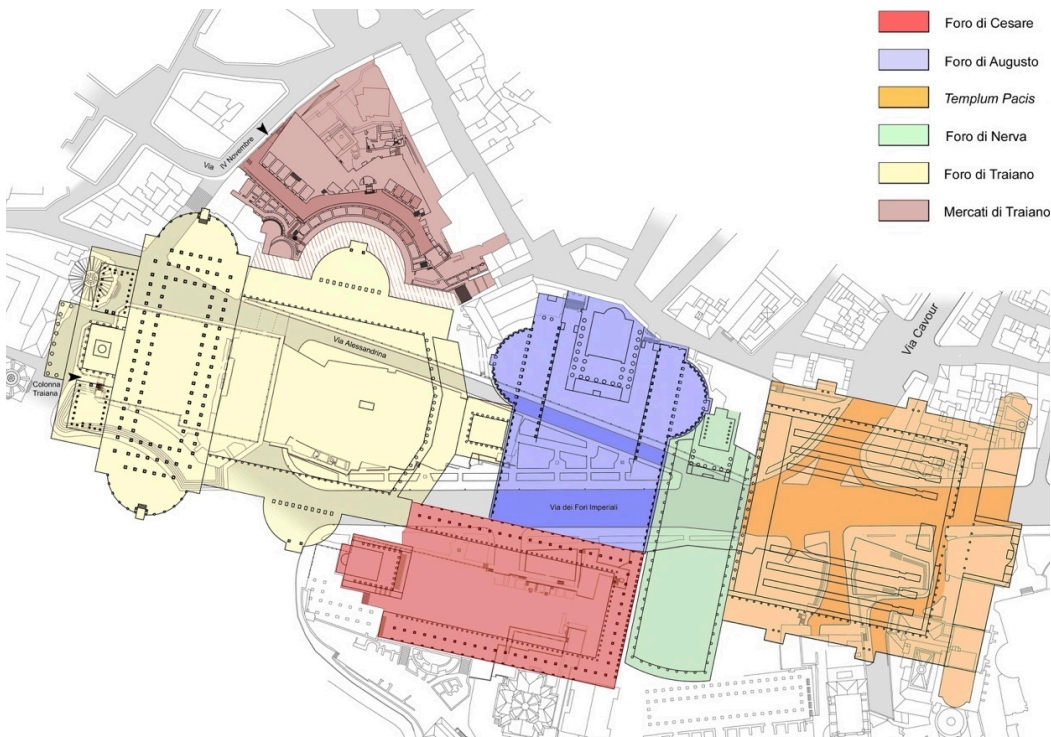 Foro di Cesare
Foro di Augusto
Templum Pacis
Foro di Nerva
Foro di Traiano
Mercati di Traiano
Via IV Novembre
Via Cavour
Via Alessandrina
Colonna
Traiana
Via dei Fori Imperiali